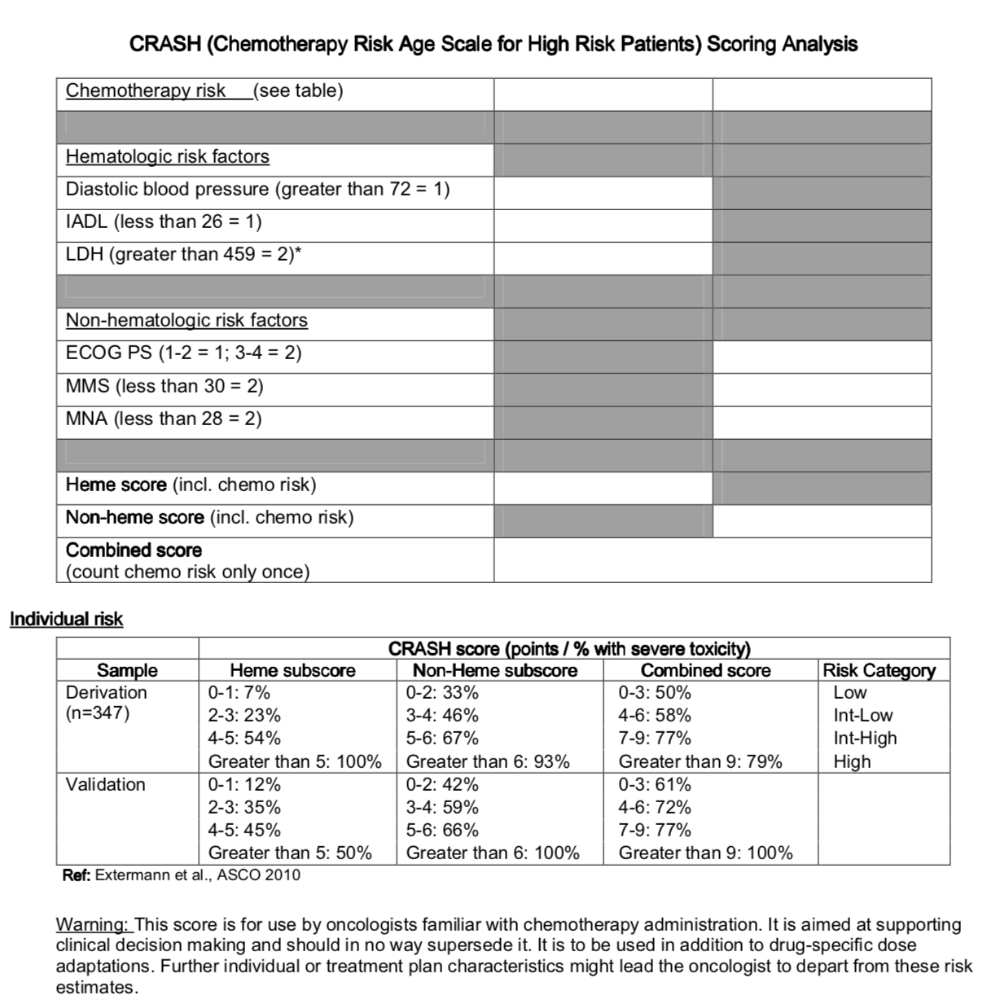 CRASH (Chemotherapy Risk Age Scale for High Risk Patients) Scoring Analysis
Chemotherapy risk (see table)
Hematologic risk factors
Diastolic blood pressure (greater than 72 = 1)
IADL (less than 26 = 1)
LDH (greater than 459 = 2)*
Non-hematologic risk factors
ECOG PS (1-2 = 1; 3-4 = 2)
MMS (less than 30 = 2)
MNA (less than 28 = 2)
Heme score (incl. chemo risk)
Non-heme score (incl. chemo risk)
Combined score
(count chemo risk only once)
Individual risk
CRASH score (points / % with severe toxicity)
Sample Heme subscore Non-Heme subscore Combined score Risk Category
Derivation 0-1: 7% 0-2: 33% 0-3: 50% Low
(n=347) 2-3: 23% 3-4: 46% 4-6: 58% Int-Low
4-5: 54% 5-6: 67% 7-9: 77% Int-High
Greater than 5: 100% Greater than 6: 93% Greater than 9: 79% High
Validation 0-1: 12% 0-2: 42% 0-3: 61%
2-3: 35% 3-4: 59% 4-6: 72%
4-5: 45% 5-6: 66% 7-9: 77%
Greater than 5: 50% Greater than 6: 100% Greater than 9: 100%
Ref: Extermann et al., ASCO 2010
Warning: This score is for use by oncologists familiar with chemotherapy administration. It is aimed at supporting
clinical decision making and should in no way supersede it. It is to be used in addition to drug-specific dose
adaptations. Further individual or treatment plan characteristics might lead the oncologist to depart from these risk
estimates.